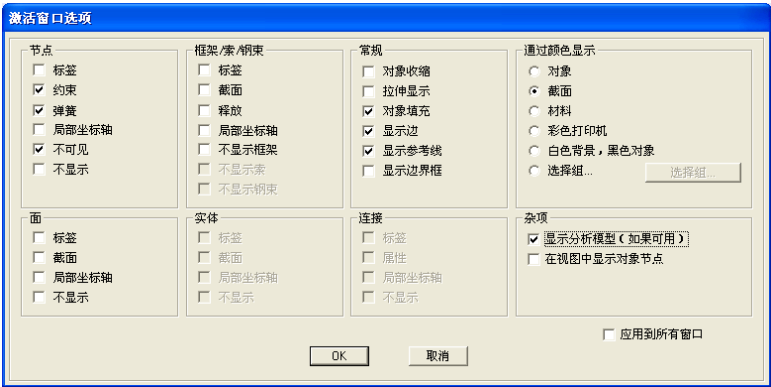 激活窗口选项
节点
标签
约束
弹簧
局部坐标轴
不可见
不显示
框架/索/钢束
标签
截面
释放
局部坐标轴
不显示框架
不显示索
不显示钢束
常规
对象收缩
拉伸显示
对象填充
显示边
显示参考线
显示边界框
通过颜色显示
对象
截面
材料
彩色打印机
白色背景，黑色对象
选择组...
选择组...
面
标签
截面
局部坐标轴
不显示
实体
标签
截面
局部坐标轴
不显示
连接
标签
属性
局部坐标轴
不显示
杂项
显示分析模型(如果可用)
在视图中显示对象节点
应用到所有窗口
OK
取消